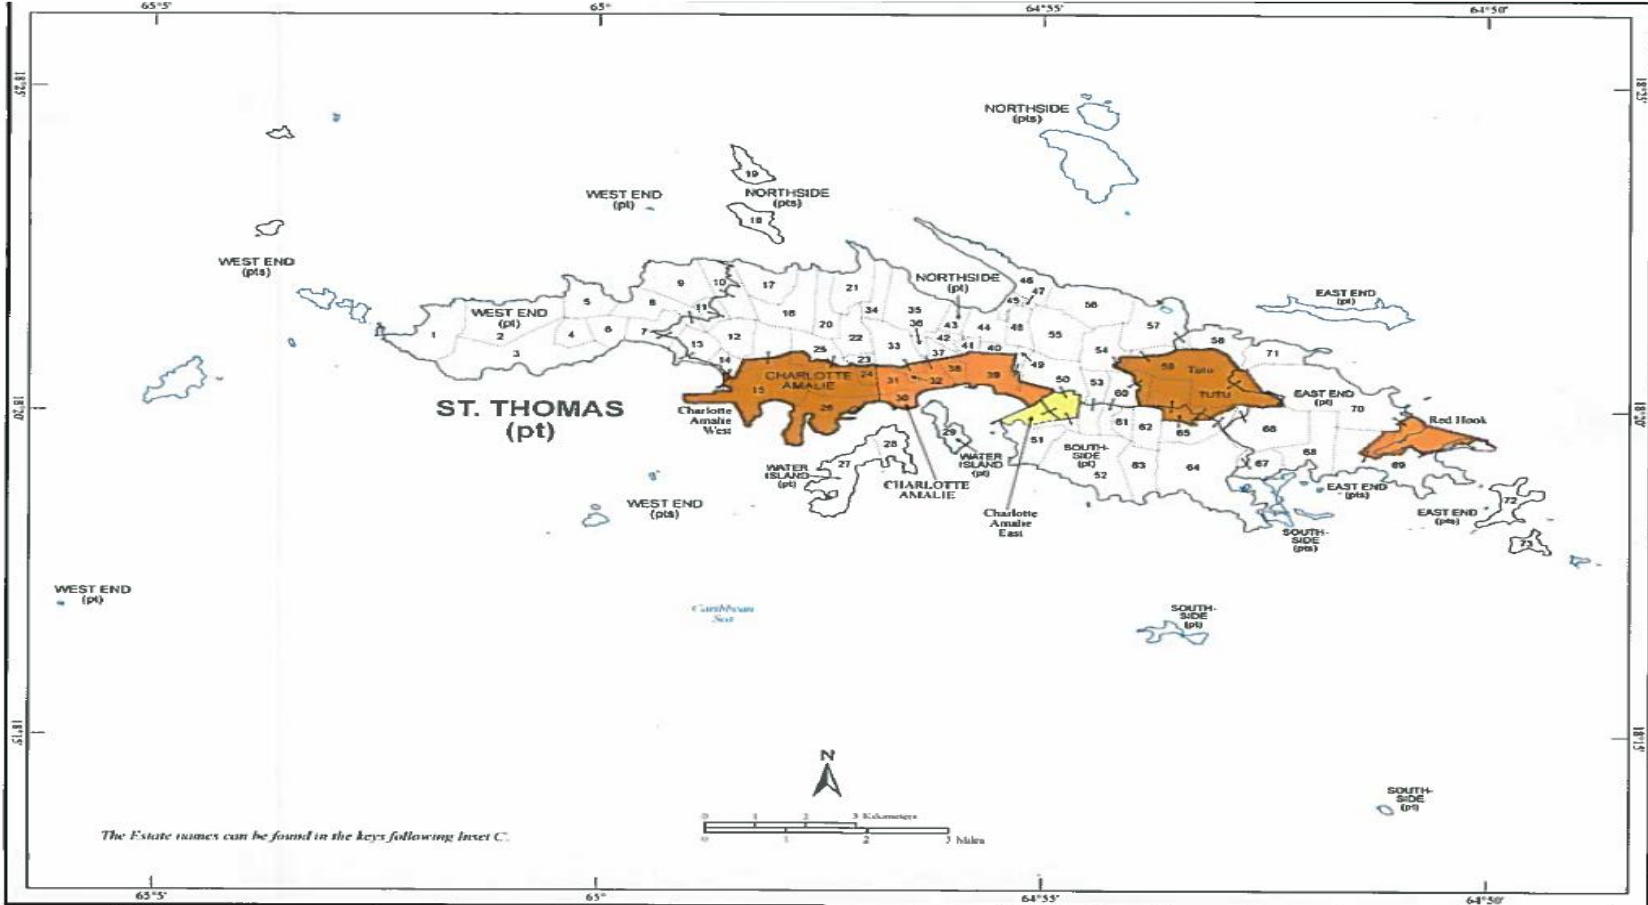 65°5'
65°
64°55'
64°50'
18°25'
18°25'
NORTHSIDE
(pts)
19
WEST END
(pt)
NORTHSIDE
(pts)
18
WEST END
(pts)
9
10
17
21
NORTHSIDE
(pt)
46
47
45
56
EAST END
(pt)
5
8
11
WEST END
(pt)
16
34
35
36
43
44
48
55
57
1
2
4
6
7
12
20
22
42
54
58
3
13
25
33
37
41
40
49
71
14
23
CHARLOTTE
AMALIE
24
38
39
50
53
59
Tutu
15
31
32
TUTU
60
EAST END
(pt)
70
26
30
ST. THOMAS
(pt)
Charlotte
Amalie
West
29
51
61
62
65
66
Red Hook
18°20'
18°20'
28
27
WATER
ISLAND
(pt)
WATER
ISLAND
(pt)
SOUTH-
SIDE
(pt)
52
63
64
67
68
69
CHARLOTTE
AMALIE
EAST END
(pts)
72
WEST END
(pts)
Charlotte
Amalie
East
EAST END
(pts)
SOUTH-
SIDE
(pts)
73
WEST END
(pt)
Caribbean
Sea
SOUTH-
SIDE
(pt)
18°15'
18°15'
N
SOUTH-
SIDE
(pt)
0 1 2 3 Kilometers
0 1 2 3 Miles
The Estate names can be found in the keys following Inset C.
65°5'
65°
64°55'
64°50'